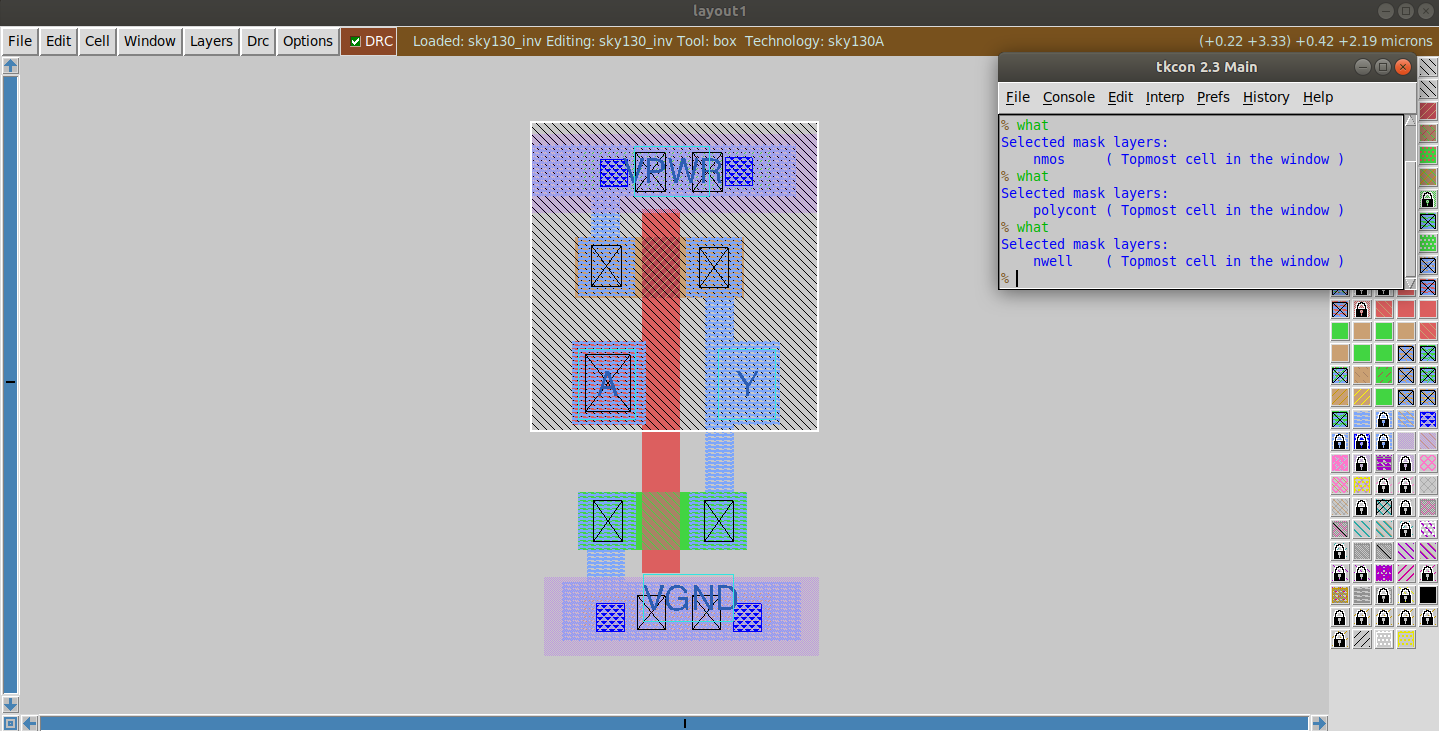 layout1
File Edit Cell Window Layers Drc Options DRC Loaded: sky130_inv Editing: sky130_inv Tool: box Technology: sky130A (+0.22 +3.33) +0.42 +2.19 microns
tkcon 2.3 Main
File Console Edit Interp Prefs History Help
% what
Selected mask layers:
nmos ( Topmost cell in the window )
% what
Selected mask layers:
polycont ( Topmost cell in the window )
% what
Selected mask layers:
nwell ( Topmost cell in the window )
%
VPWR
A Y
VGND